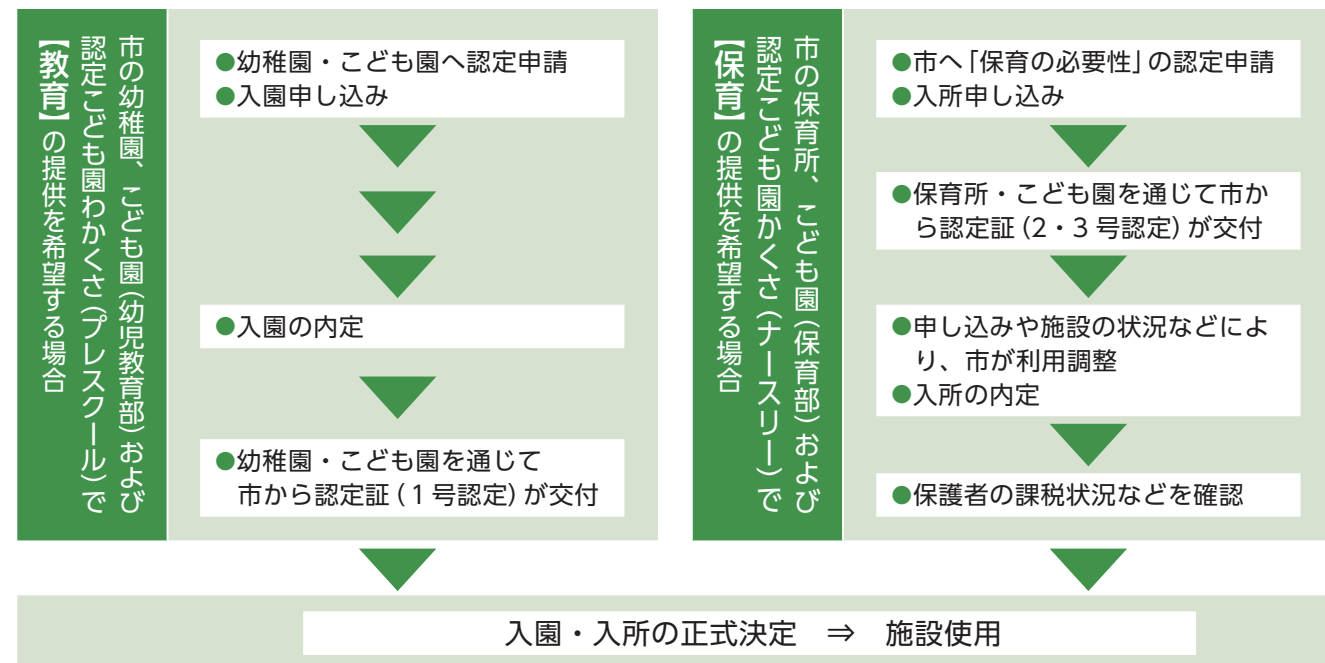 市の幼稚園、こども園(幼児教育部)および
認定こども園わかくさ(プレスクール)で
【教育】の提供を希望する場合
●幼稚園・こども園へ認定申請
●入園申し込み
●入園の内定
●幼稚園・こども園を通じて
市から認定証(1号認定)が交付
市の保育所、こども園(保育部)および
認定こども園かくさ(ナースリー)で
【保育】の提供を希望する場合
●市へ「保育の必要性」の認定申請
●入所申し込み
●保育所・こども園を通じて市か
ら認定証(2・3号認定)が交付
●申し込みや施設の状況などによ
り、市が利用調整
●入所の内定
●保護者の課税状況などを確認
入園・入所の正式決定 ⇒ 施設使用